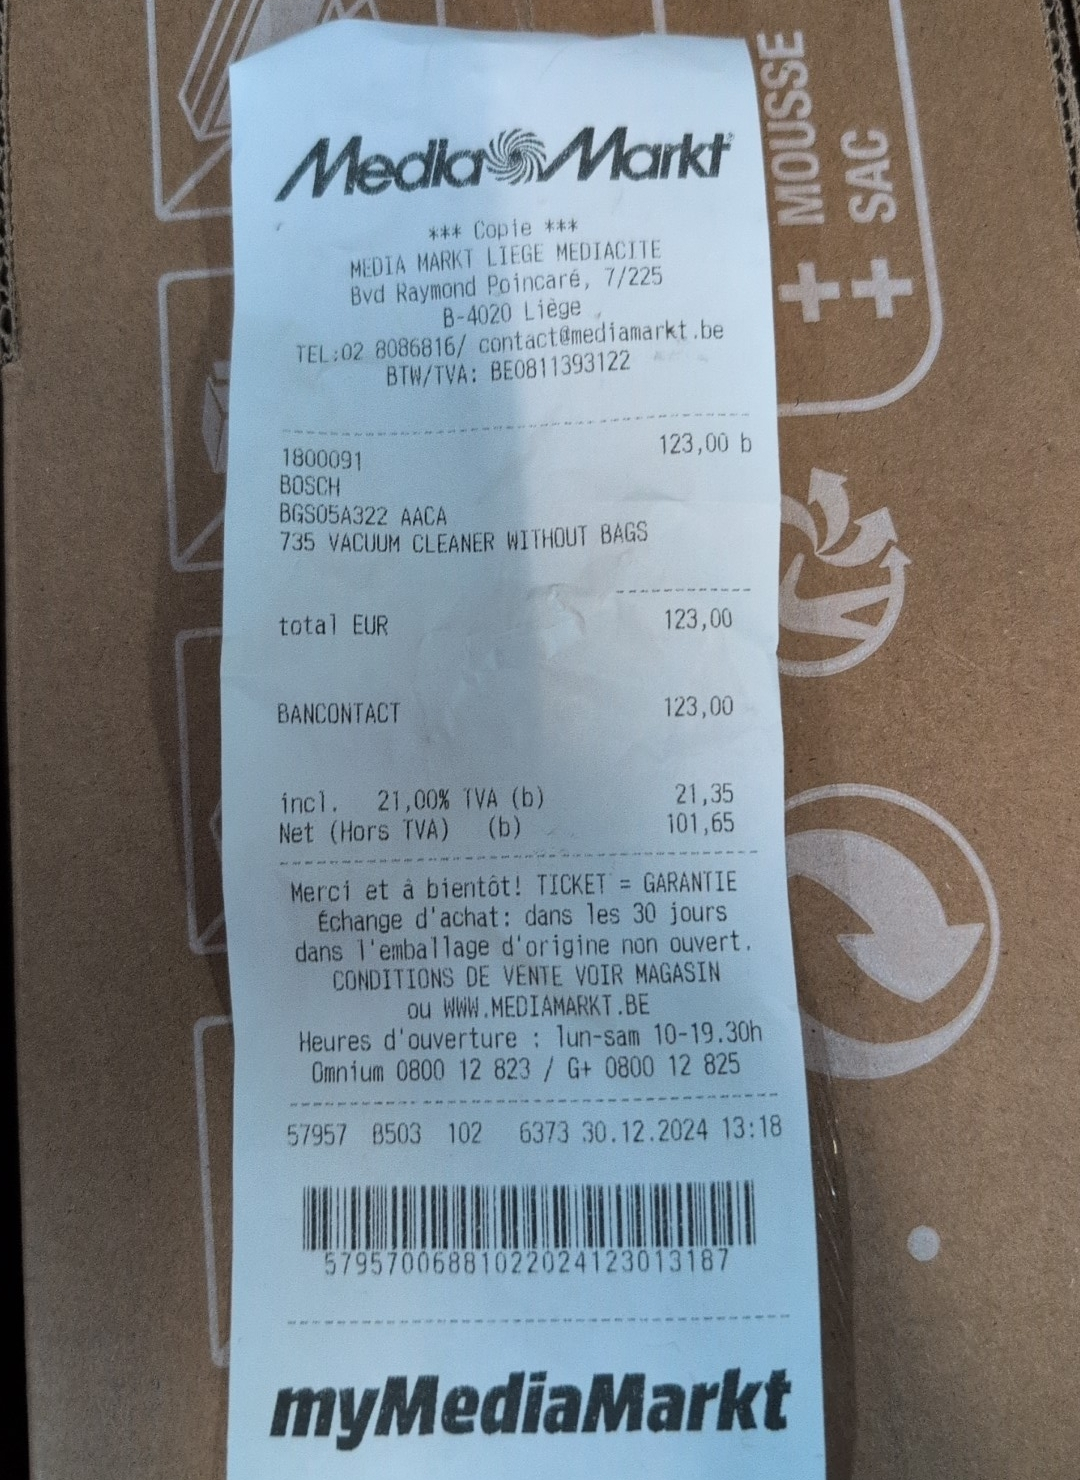 MediaMarkt
*** Copie ***
MEDIA MARKT LIEGE MEDIACITE
Bvd Raymond Poincaré, 7/225
B-4020 Liège
TEL:02 8086816/ contact@mediamarkt.be
BTW/TVA: BE0811393122
1800091 123,00 b
BOSCH
BGS05A322 AACA
735 VACUUM CLEANER WITHOUT BAGS
total EUR 123,00
BANCONTACT 123,00
incl. 21,00% TVA (b) 21,35
Net (Hors TVA) (b) 101,65
Merci et à bientôt! TICKET = GARANTIE
Échange d'achat: dans les 30 jours
dans l'emballage d'origine non ouvert.
CONDITIONS DE VENTE VOIR MAGASIN
ou WWW.MEDIAMARKT.BE
Heures d'ouverture : lun-sam 10-19.30h
Omnium 0800 12 823 / G+ 0800 12 825
57957 8503 102 6373 30.12.2024 13:18
5795700688102202412301318​7
myMediaMarkt
+ MOUSSE
+ SAC